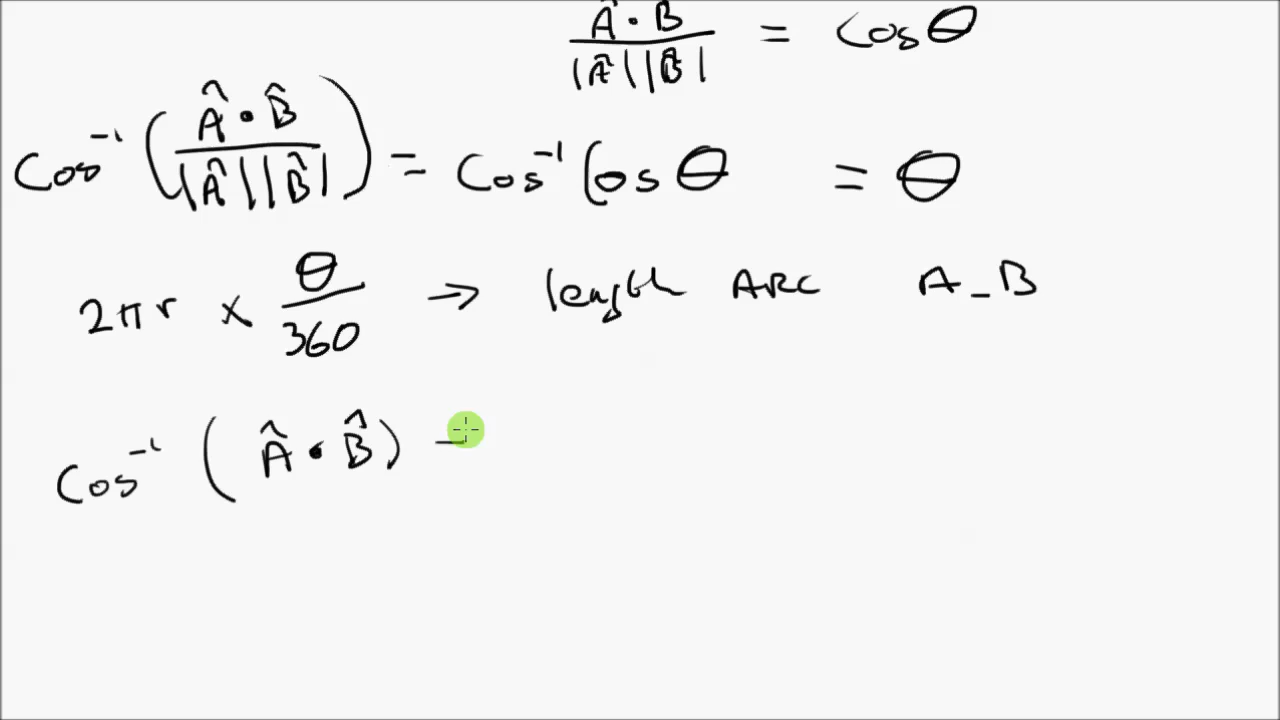 Â · B / |Â| |B̂| = Cos θ
Cos⁻¹ ( Â · B̂ / |Â| |B̂| ) = Cos⁻¹ Cos θ = θ
2πr × θ / 360 → length ARC A_B
Cos⁻¹ ( Â · B̂ ) –